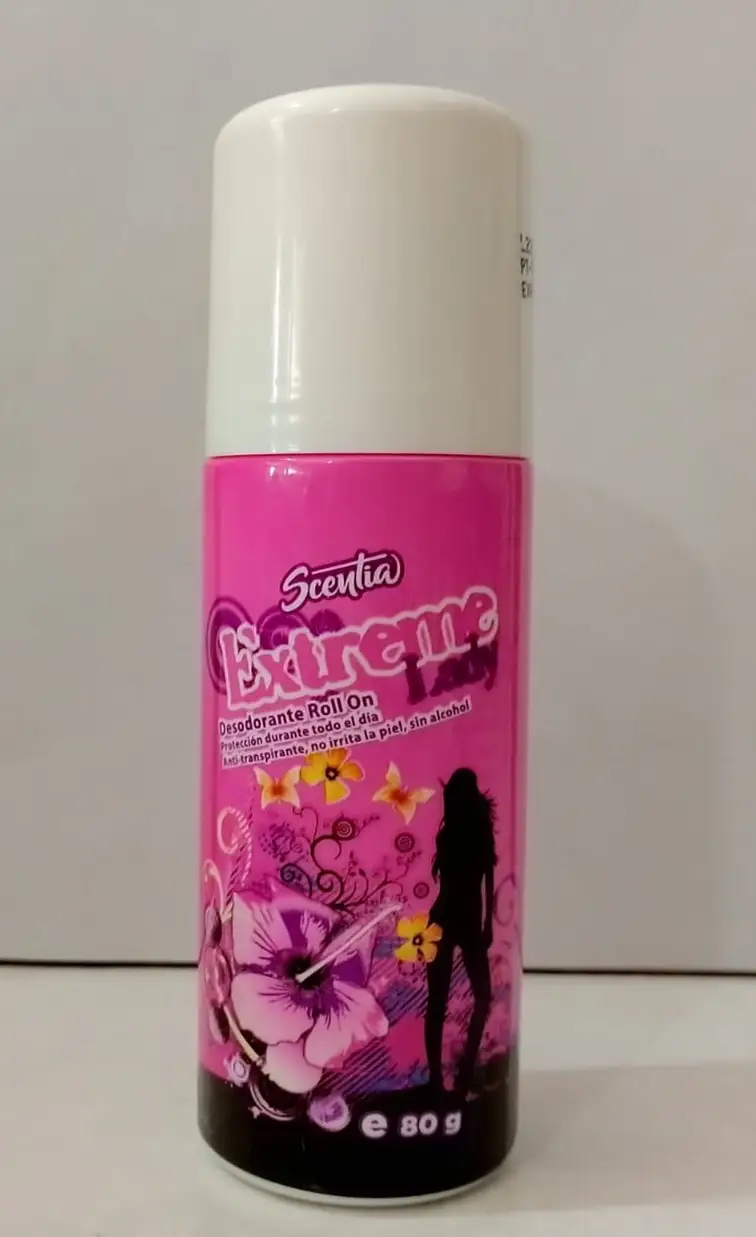 Scentia
Extreme
Lady
Desodorante Roll On
Protección durante todo el día
Anti-transpirante, no irrita la piel, sin alcohol
e 80 g